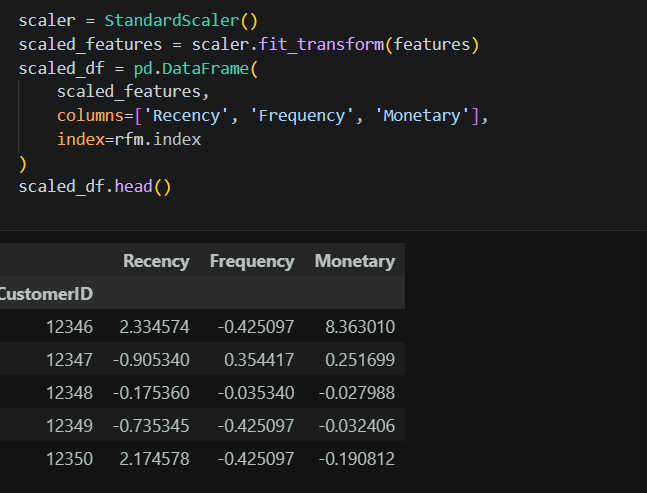 scaler = StandardScaler()
scaled_features = scaler.fit_transform(features)
scaled_df = pd.DataFrame(
    scaled_features,
    columns=['Recency', 'Frequency', 'Monetary'],
    index=rfm.index
)
scaled_df.head()
Recency Frequency Monetary
CustomerID
12346 2.334574 -0.425097 8.363010
12347 -0.905340 0.354417 0.251699
12348 -0.175360 -0.035340 -0.027988
12349 -0.735345 -0.425097 -0.032406
12350 2.174578 -0.425097 -0.190812